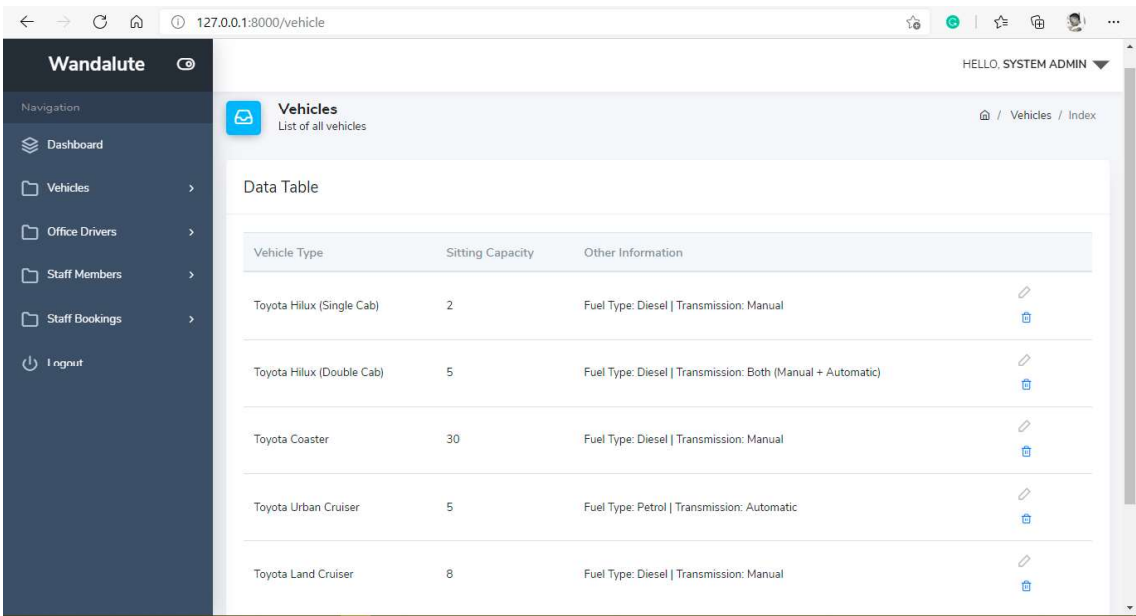 127.0.0.1:8000/vehicle
Wandalute
HELLO, SYSTEM ADMIN
Navigation
Vehicles
List of all vehicles
/ Vehicles / Index
Dashboard
Vehicles
Data Table
Office Drivers
Vehicle Type Sitting Capacity Other Information
Staff Members
Toyota Hilux (Single Cab) 2 Fuel Type: Diesel | Transmission: Manual
Staff Bookings
Logout
Toyota Hilux (Double Cab) 5 Fuel Type: Diesel | Transmission: Both (Manual + Automatic)
Toyota Coaster 30 Fuel Type: Diesel | Transmission: Manual
Toyota Urban Cruiser 5 Fuel Type: Petrol | Transmission: Automatic
Toyota Land Cruiser 8 Fuel Type: Diesel | Transmission: Manual